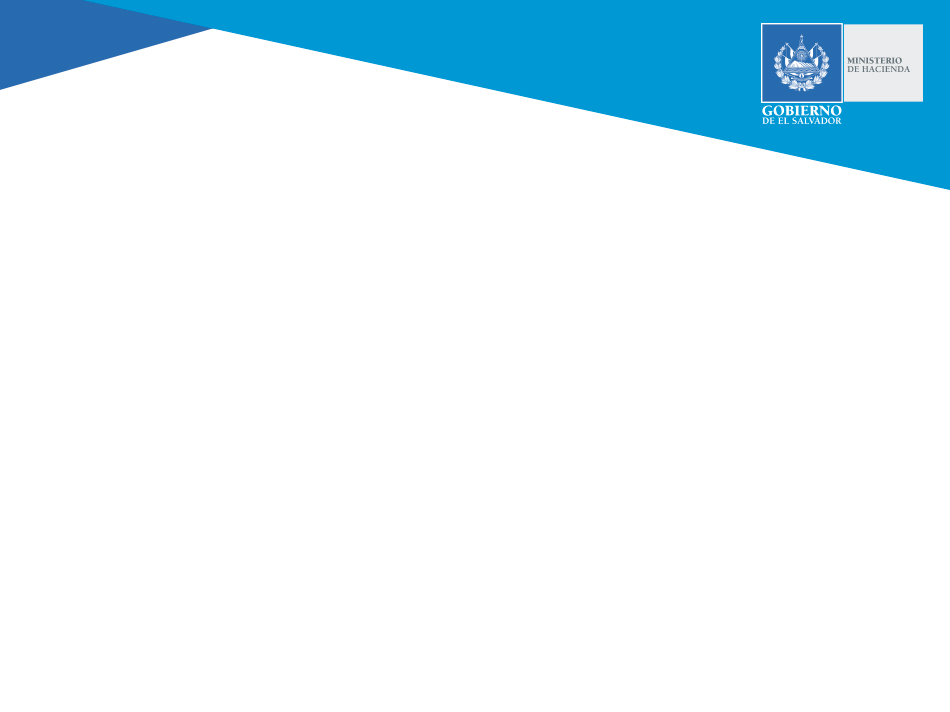 MINISTERIO
DE HACIENDA
GOBIERNO
DE EL SALVADOR